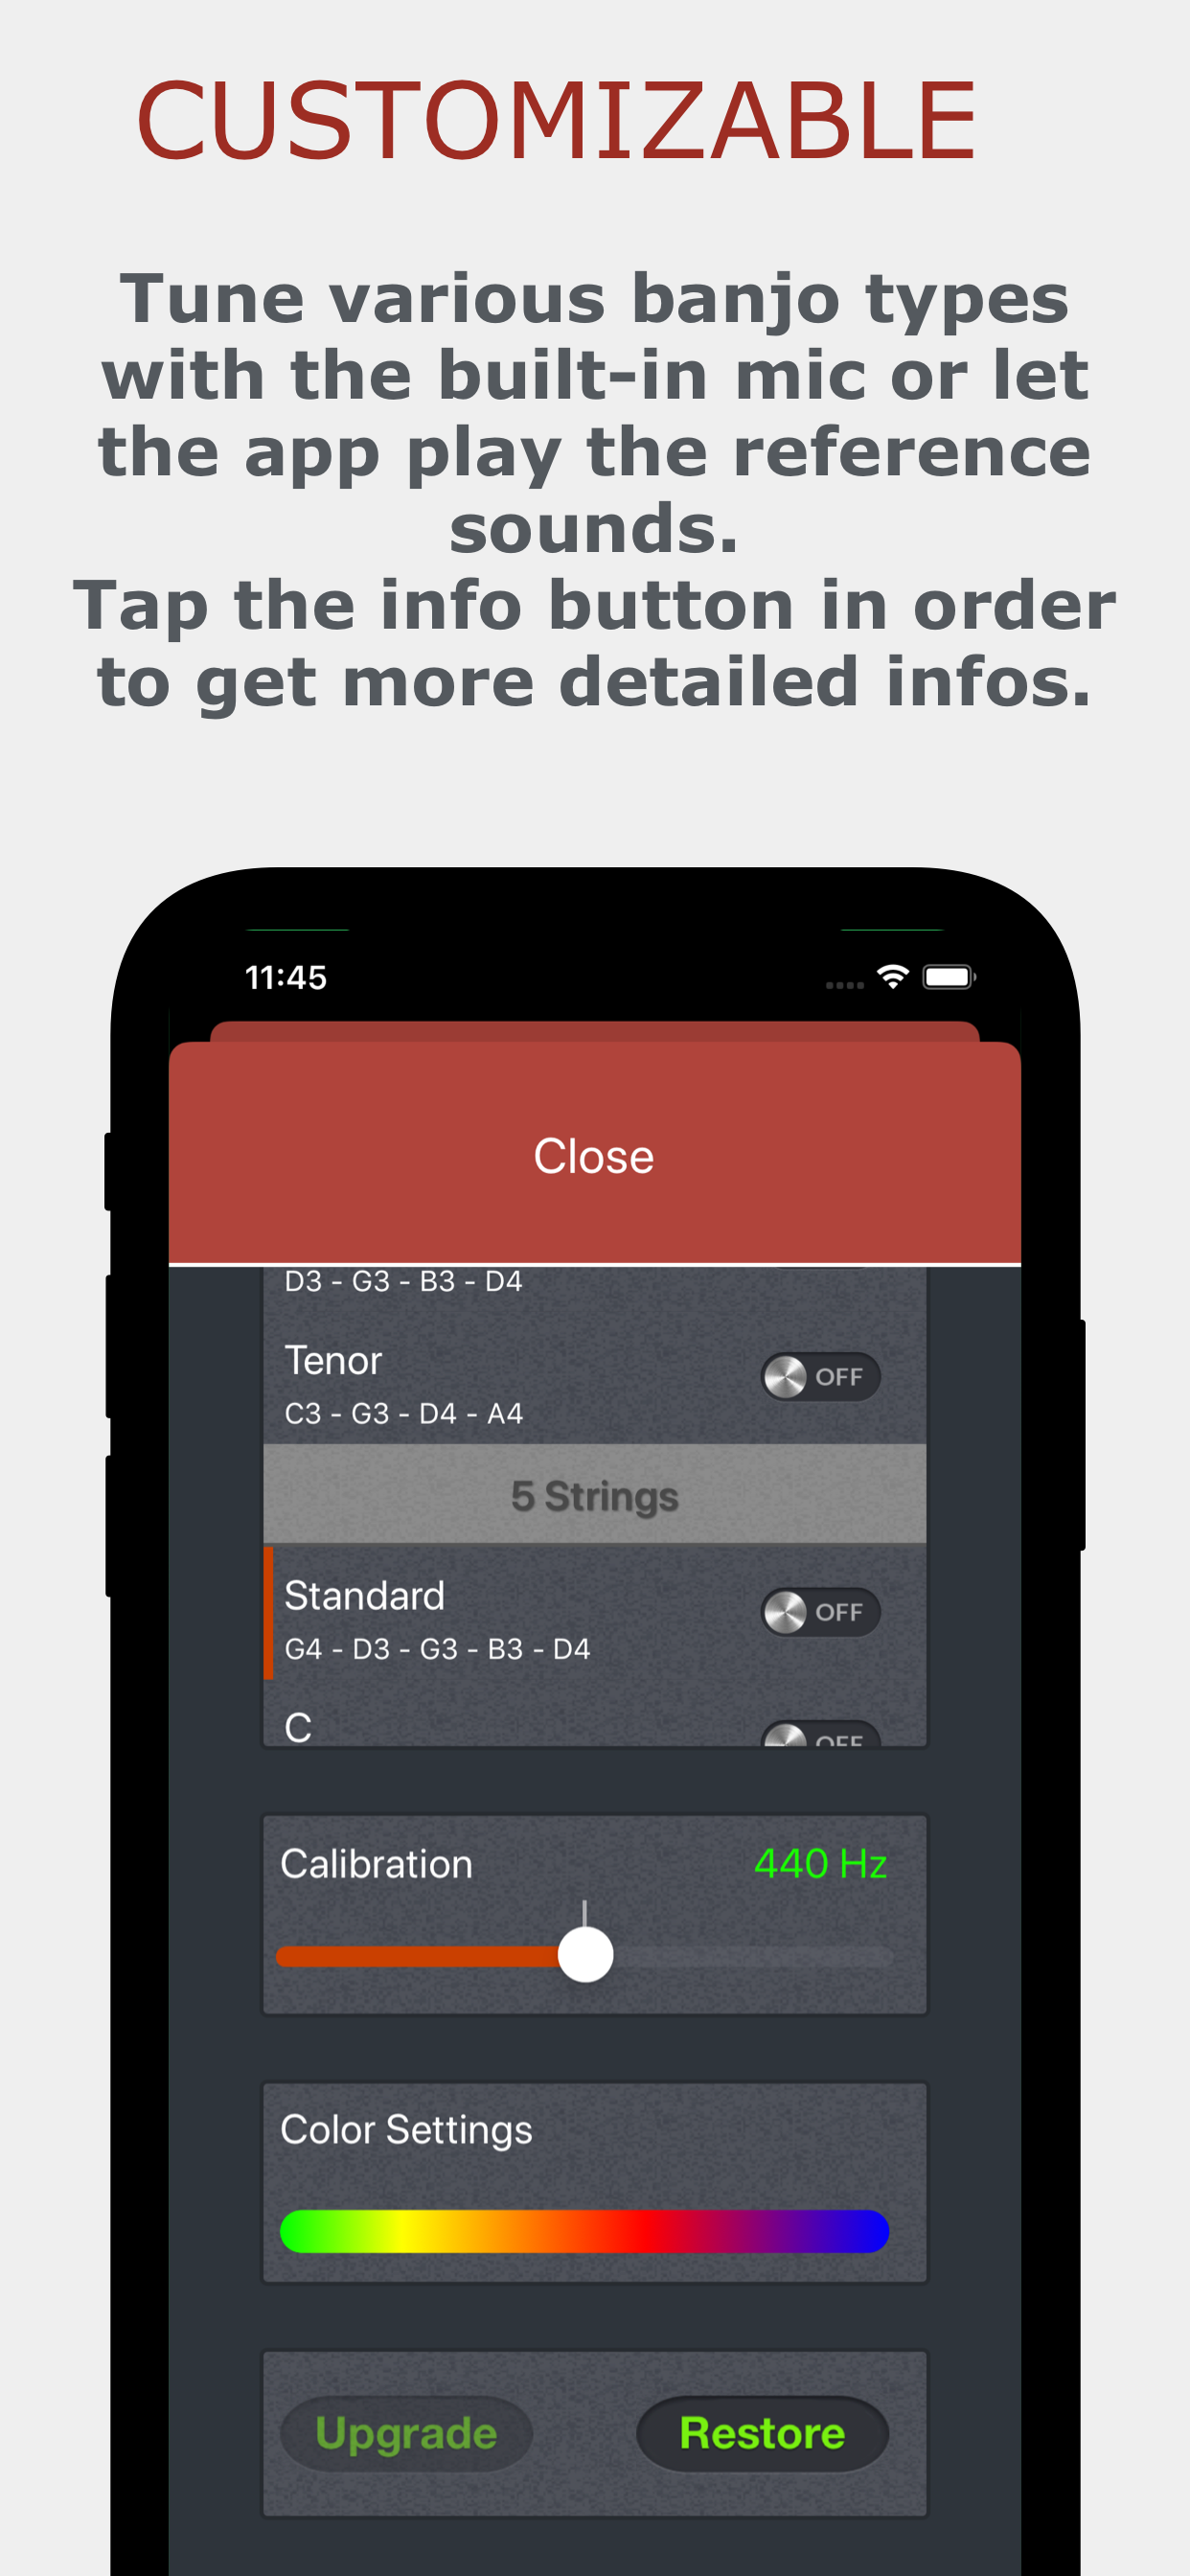 CUSTOMIZABLE
Tune various banjo types
with the built-in mic or let
the app play the reference
sounds.
Tap the info button in order
to get more detailed infos.
11:45
Close
D3 - G3 - B3 - D4
Tenor
OFF
C3 - G3 - D4 - A4
5 Strings
Standard
OFF
G4 - D3 - G3 - B3 - D4
C
OFF
Calibration
440 Hz
Color Settings
Upgrade
Restore